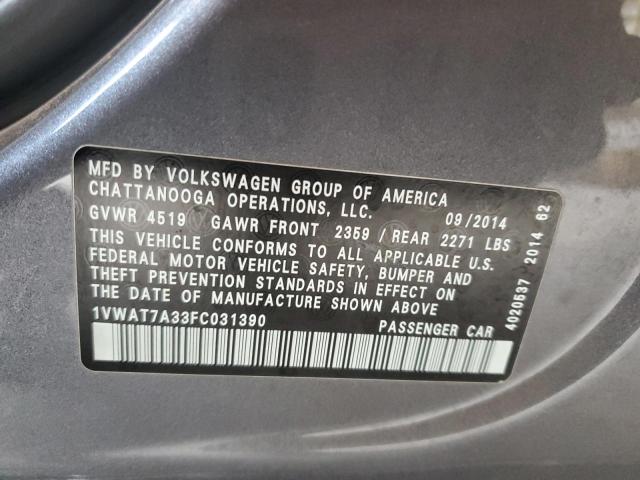 MFD BY VOLKSWAGEN GROUP OF AMERICA
CHATTANOOGA OPERATIONS, LLC. 09/2014
GVWR 4519 GAWR FRONT 2359 / REAR 2271 LBS
THIS VEHICLE CONFORMS TO ALL APPLICABLE U.S.
FEDERAL MOTOR VEHICLE SAFETY, BUMPER AND
THEFT PREVENTION STANDARDS IN EFFECT ON
THE DATE OF MANUFACTURE SHOWN ABOVE
1VWAT7A33FC031390 PASSENGER CAR
4020537 2014 62